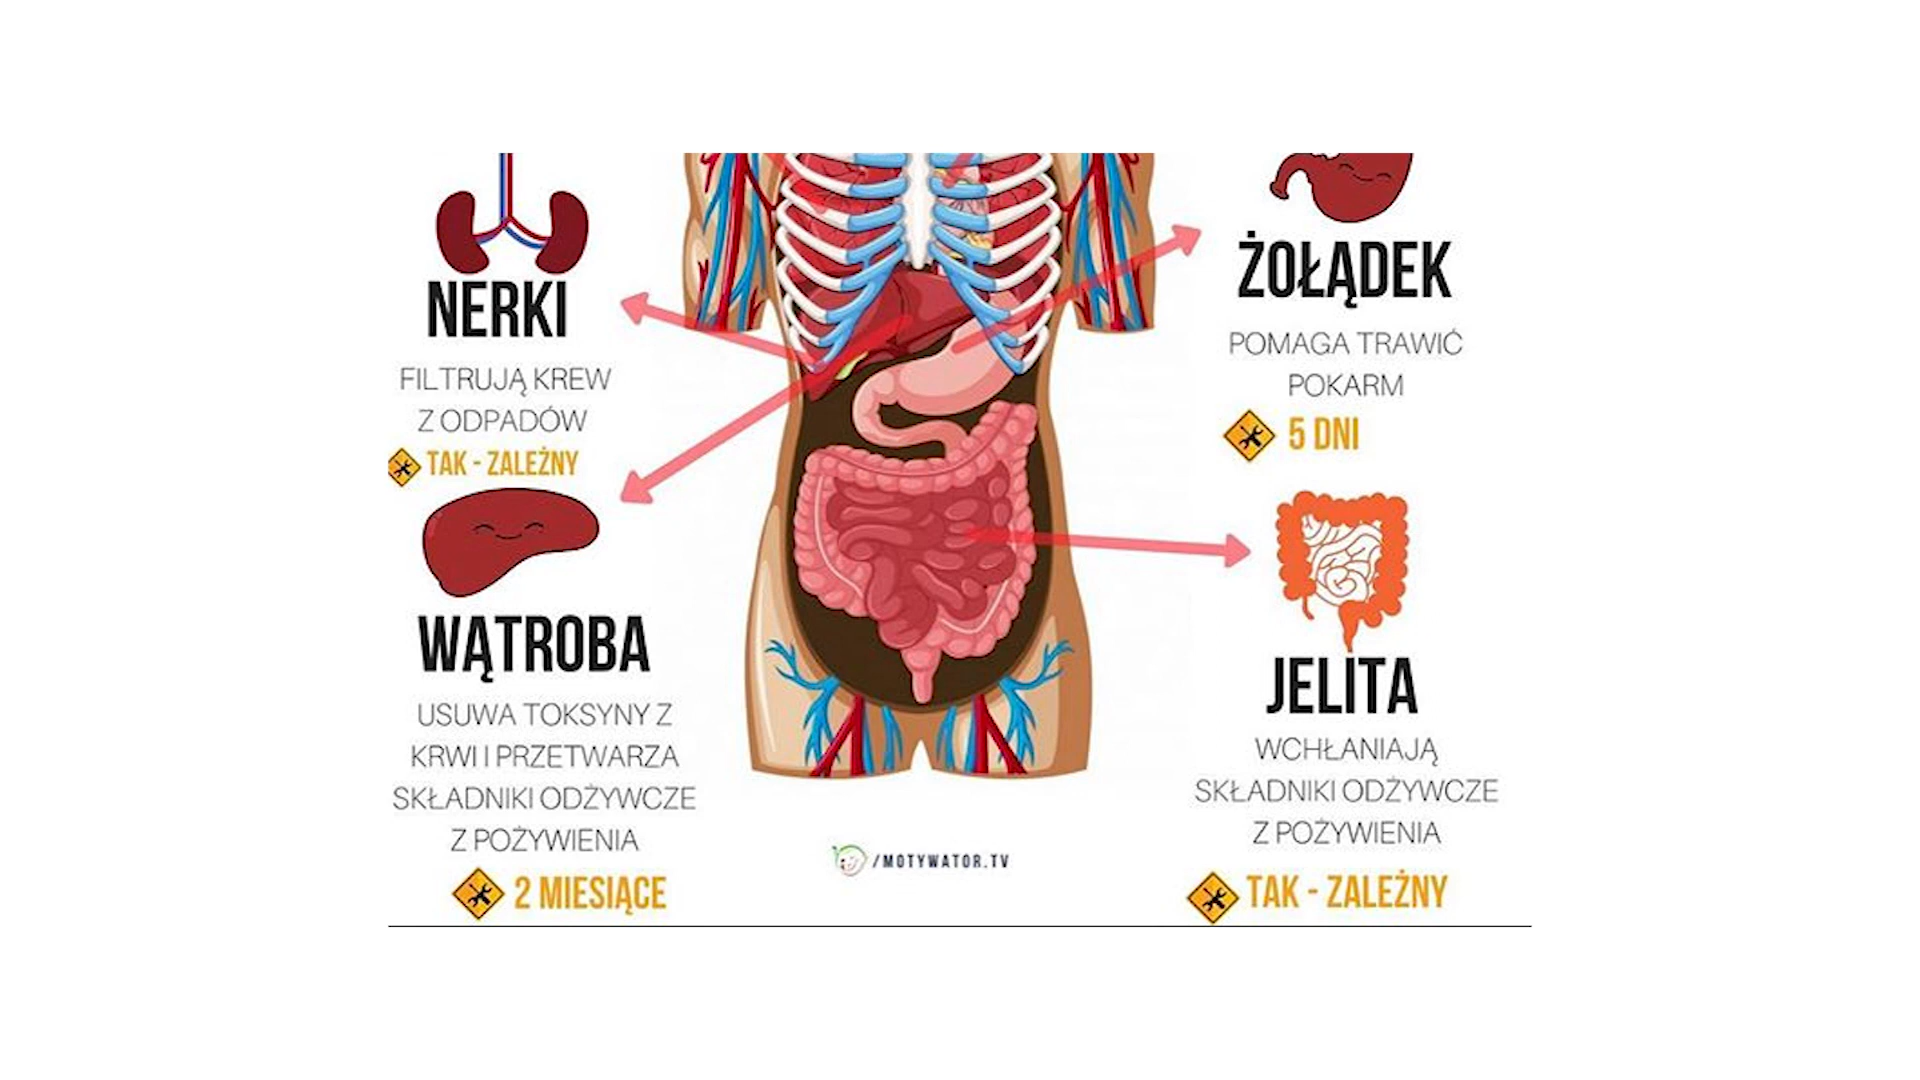 NERKI
FILTRUJĄ KREW
Z ODPADÓW
TAK - ZALEŻNY
WĄTROBA
USUWA TOKSYNY Z
KRWI I PRZETWARZA
SKŁADNIKI ODŻYWCZE
Z POŻYWIENIA
2 MIESIĄCE
ŻOŁĄDEK
POMAGA TRAWIĆ
POKARM
5 DNI
JELITA
WCHŁANIAJĄ
SKŁADNIKI ODŻYWCZE
Z POŻYWIENIA
TAK - ZALEŻNY
/MOTYWATOR.TV